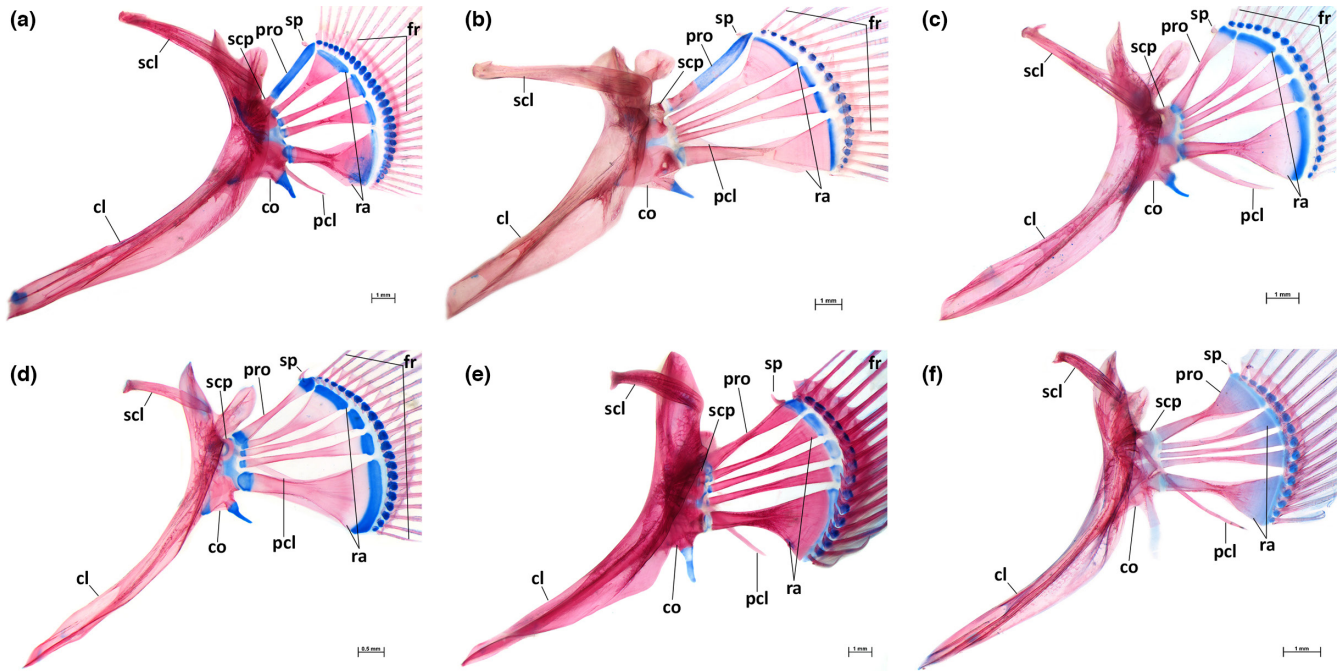 (a)
scl
scp
pro
sp
fr
cl
co
pcl
ra
1 mm
(b)
scl
scp
pro
sp
fr
cl
co
pcl
ra
1 mm
(c)
scl
scp
pro
sp
fr
cl
co
pcl
ra
1 mm
(d)
scl
scp
pro
sp
fr
cl
co
pcl
ra
0.5 mm
(e)
scl
scp
pro
sp
fr
cl
co
pcl
ra
1 mm
(f)
scl
scp
pro
sp
fr
cl
co
pcl
ra
1 mm